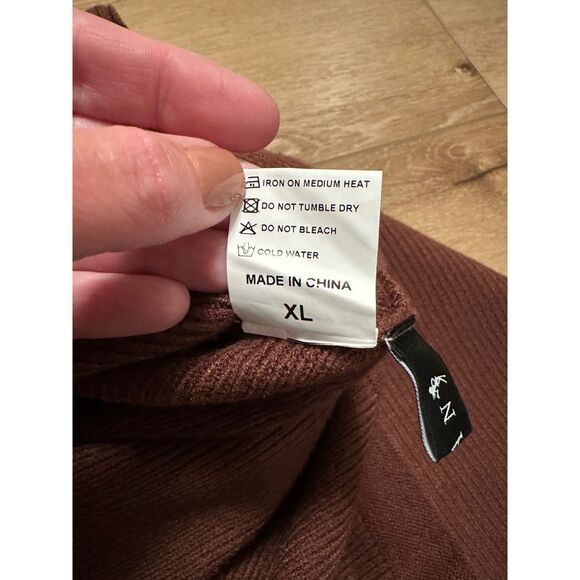 IRON ON MEDIUM HEAT
DO NOT TUMBLE DRY
DO NOT BLEACH
COLD WATER
MADE IN CHINA
XL
N